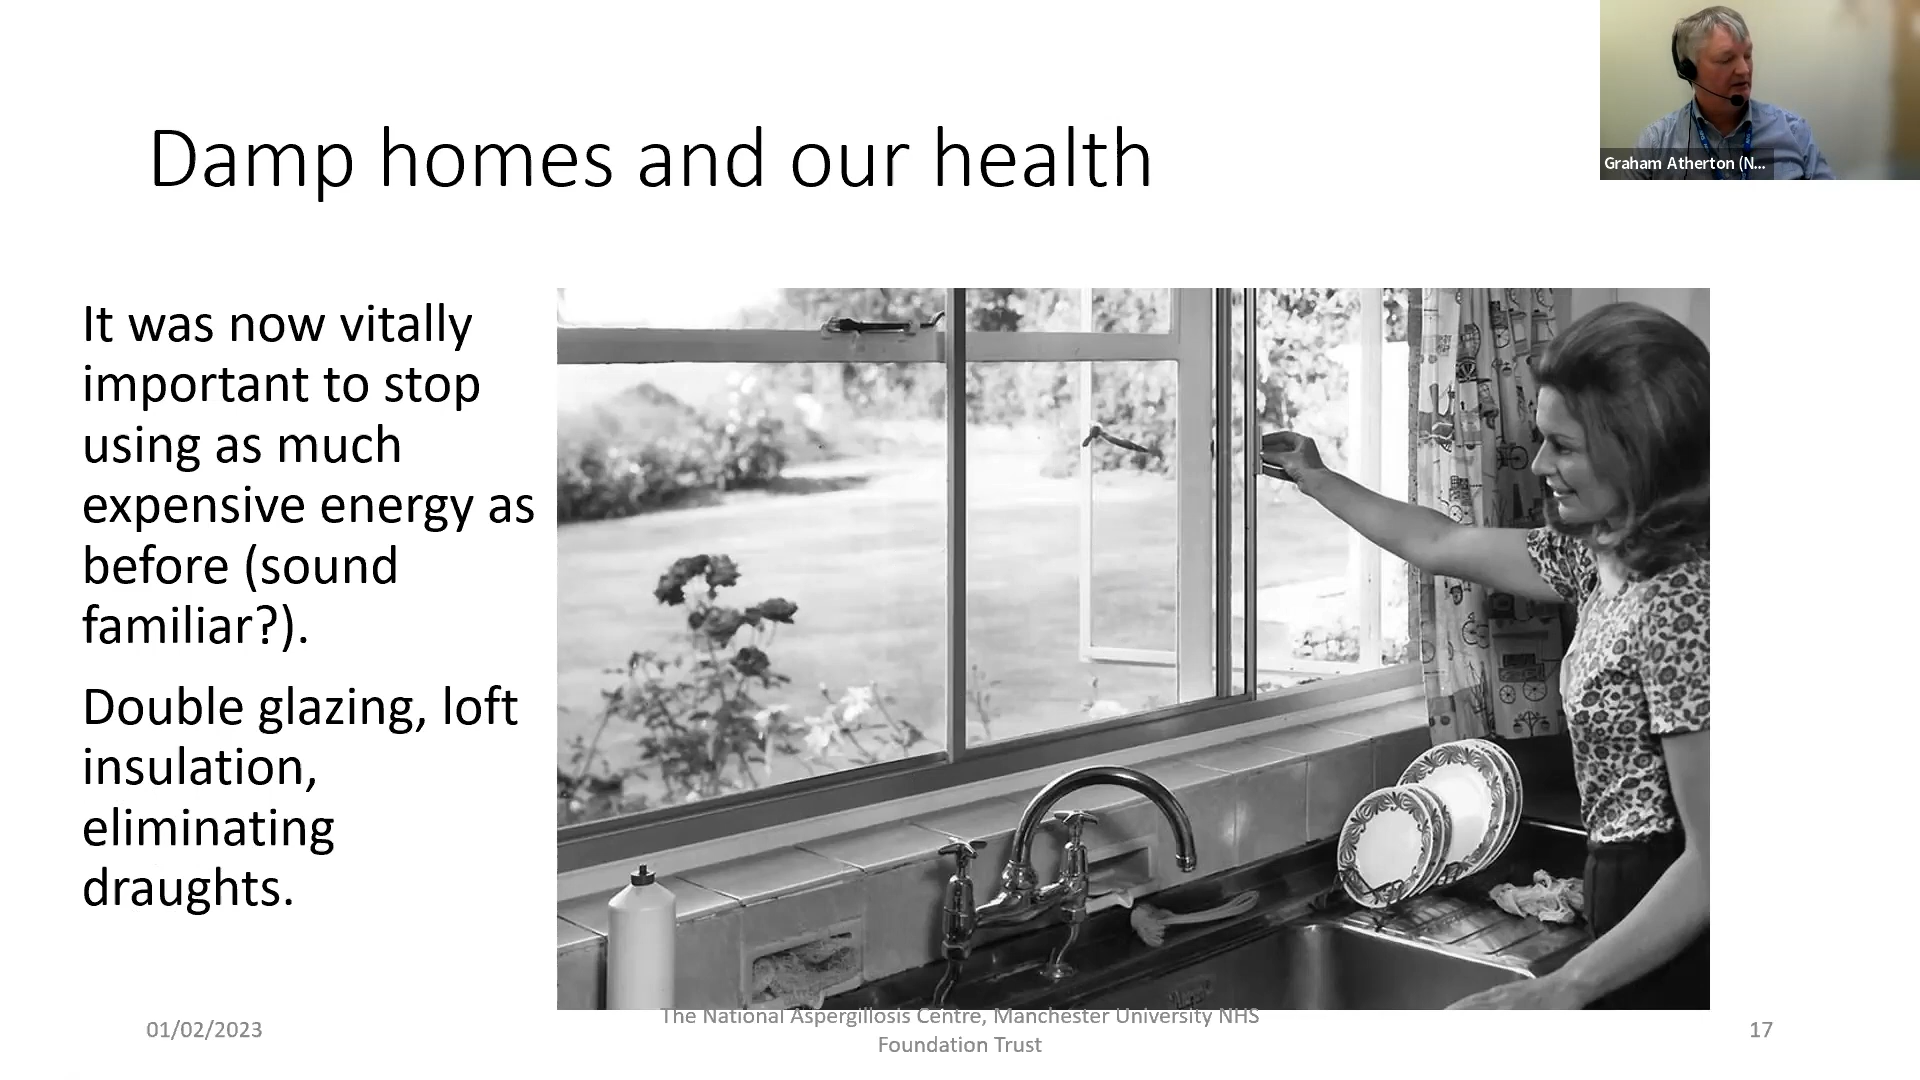 Graham Atherton (N...
Damp homes and our health
It was now vitally
important to stop
using as much
expensive energy as
before (sound
familiar?).
Double glazing, loft
insulation,
eliminating
draughts.
01/02/2023
The National Aspergillosis Centre, Manchester University NHS
Foundation Trust
17